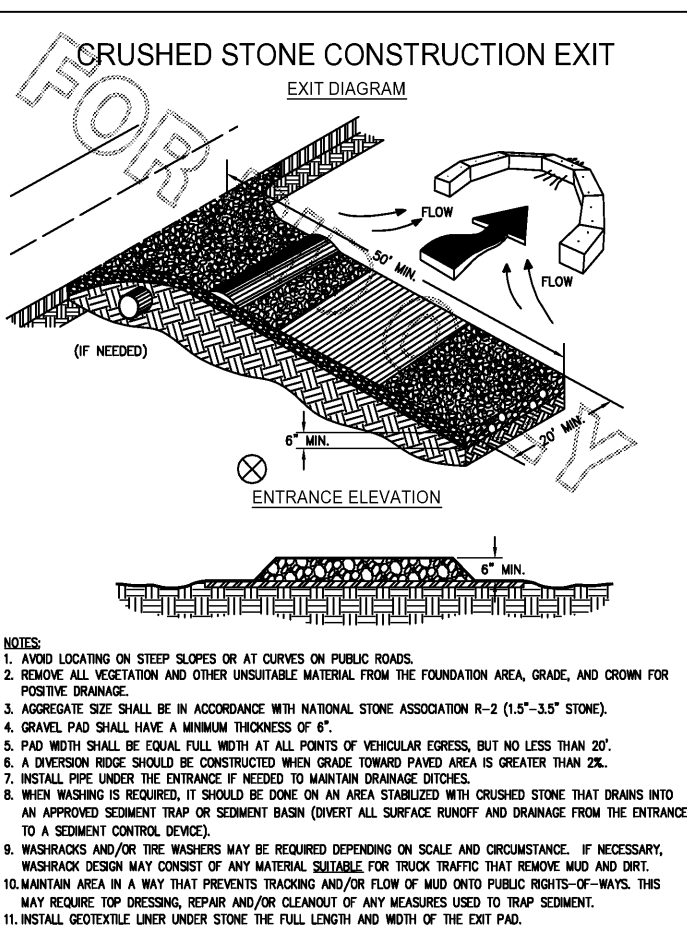 FOR
CRUSHED STONE CONSTRUCTION EXIT
EXIT DIAGRAM
FLOW
50' MIN.
FLOW
(IF NEEDED)
20' MIN.
6" MIN.
ENTRANCE ELEVATION
6" MIN.
NOTES:
1. AVOID LOCATING ON STEEP SLOPES OR AT CURVES ON PUBLIC ROADS.
2. REMOVE ALL VEGETATION AND OTHER UNSUITABLE MATERIAL FROM THE FOUNDATION AREA, GRADE, AND CROWN FOR
POSITIVE DRAINAGE.
3. AGGREGATE SIZE SHALL BE IN ACCORDANCE WITH NATIONAL STONE ASSOCIATION R-2 (1.5"-3.5" STONE).
4. GRAVEL PAD SHALL HAVE A MINIMUM THICKNESS OF 6".
5. PAD WIDTH SHALL BE EQUAL FULL WIDTH AT ALL POINTS OF VEHICULAR EGRESS, BUT NO LESS THAN 20'.
6. A DIVERSION RIDGE SHOULD BE CONSTRUCTED WHEN GRADE TOWARD PAVED AREA IS GREATER THAN 2%.
7. INSTALL PIPE UNDER THE ENTRANCE IF NEEDED TO MAINTAIN DRAINAGE DITCHES.
8. WHEN WASHING IS REQUIRED, IT SHOULD BE DONE ON AN AREA STABILIZED WITH CRUSHED STONE THAT DRAINS INTO
AN APPROVED SEDIMENT TRAP OR SEDIMENT BASIN (DIVERT ALL SURFACE RUNOFF AND DRAINAGE FROM THE ENTRANCE
TO A SEDIMENT CONTROL DEVICE).
9. WASHRACKS AND/OR TIRE WASHERS MAY BE REQUIRED DEPENDING ON SCALE AND CIRCUMSTANCE. IF NECESSARY,
WASHRACK DESIGN MAY CONSIST OF ANY MATERIAL SUITABLE FOR TRUCK TRAFFIC THAT REMOVE MUD AND DIRT.
10. MAINTAIN AREA IN A WAY THAT PREVENTS TRACKING AND/OR FLOW OF MUD ONTO PUBLIC RIGHTS-OF-WAYS. THIS
MAY REQUIRE TOP DRESSING, REPAIR AND/OR CLEANOUT OF ANY MEASURES USED TO TRAP SEDIMENT.
11. INSTALL GEOTEXTILE LINER UNDER STONE THE FULL LENGTH AND WIDTH OF THE EXIT PAD.